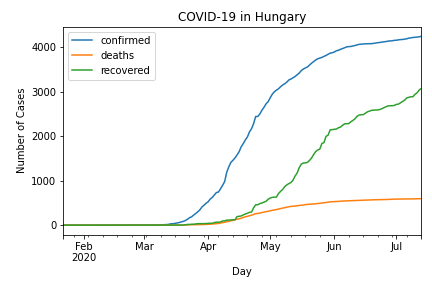 COVID-19 in Hungary
confirmed
deaths
recovered
Number of Cases
4000
3000
2000
1000
0
Feb
2020
Mar
Apr
May
Jun
Jul
Day